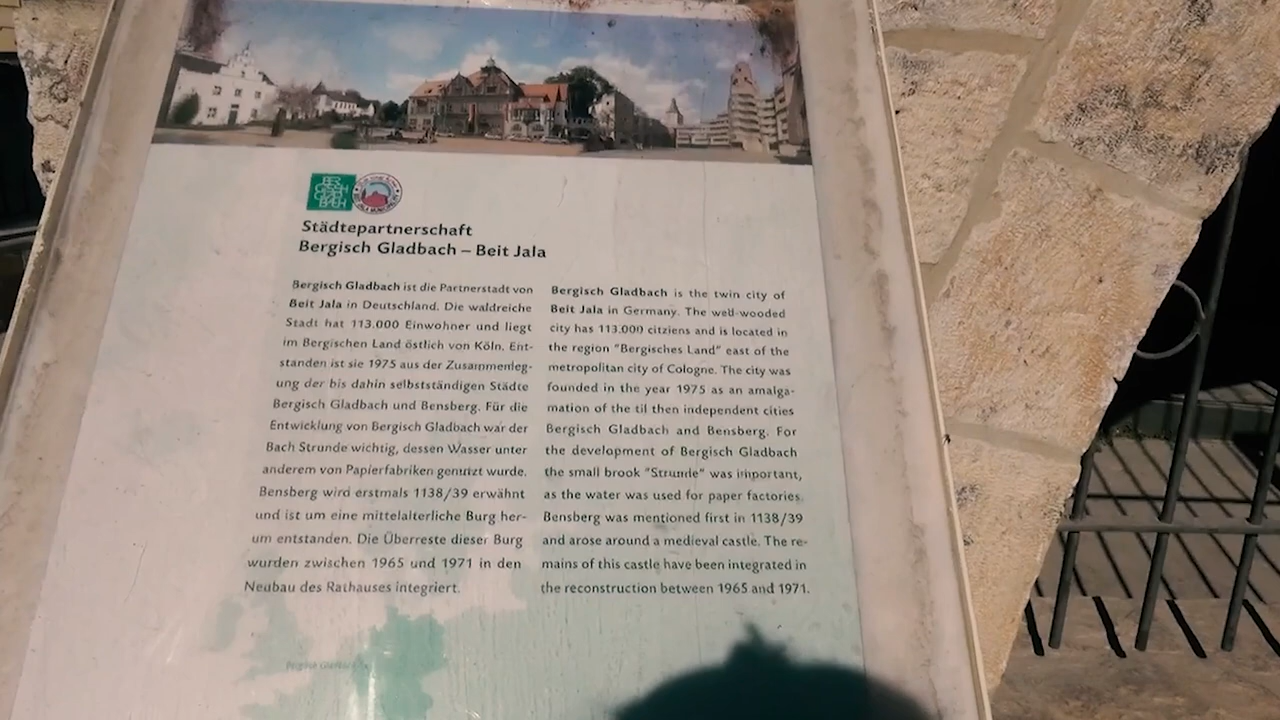 BER
GISCH
GLAD
BACH
Städtepartnerschaft
Bergisch Gladbach – Beit Jala
Bergisch Gladbach ist die Partnerstadt von
Beit Jala in Deutschland. Die waldreiche
Stadt hat 113.000 Einwohner und liegt
im Bergischen Land östlich von Köln. Ent-
standen ist sie 1975 aus der Zusammenleg-
ung der bis dahin selbstständigen Städte
Bergisch Gladbach und Bensberg. Für die
Entwicklung von Bergisch Gladbach war der
Bach Strunde wichtig, dessen Wasser unter
anderem von Papierfabriken genutzt wurde.
Bensberg wird erstmals 1138/39 erwähnt
und ist um eine mittelalterliche Burg her-
um entstanden. Die Überreste dieser Burg
wurden zwischen 1965 und 1971 in den
Neubau des Rathauses integriert.
Bergisch Gladbach is the twin city of
Beit Jala in Germany. The well-wooded
city has 113.000 citziens and is located in
the region "Bergisches Land" east of the
metropolitan city of Cologne. The city was
founded in the year 1975 as an amalga-
mation of the til then independent cities
Bergisch Gladbach and Bensberg. For
the development of Bergisch Gladbach
the small brook "Strunde" was important,
as the water was used for paper factories.
Bensberg was mentioned first in 1138/39
and arose around a medieval castle. The re-
mains of this castle have been integrated in
the reconstruction between 1965 and 1971.